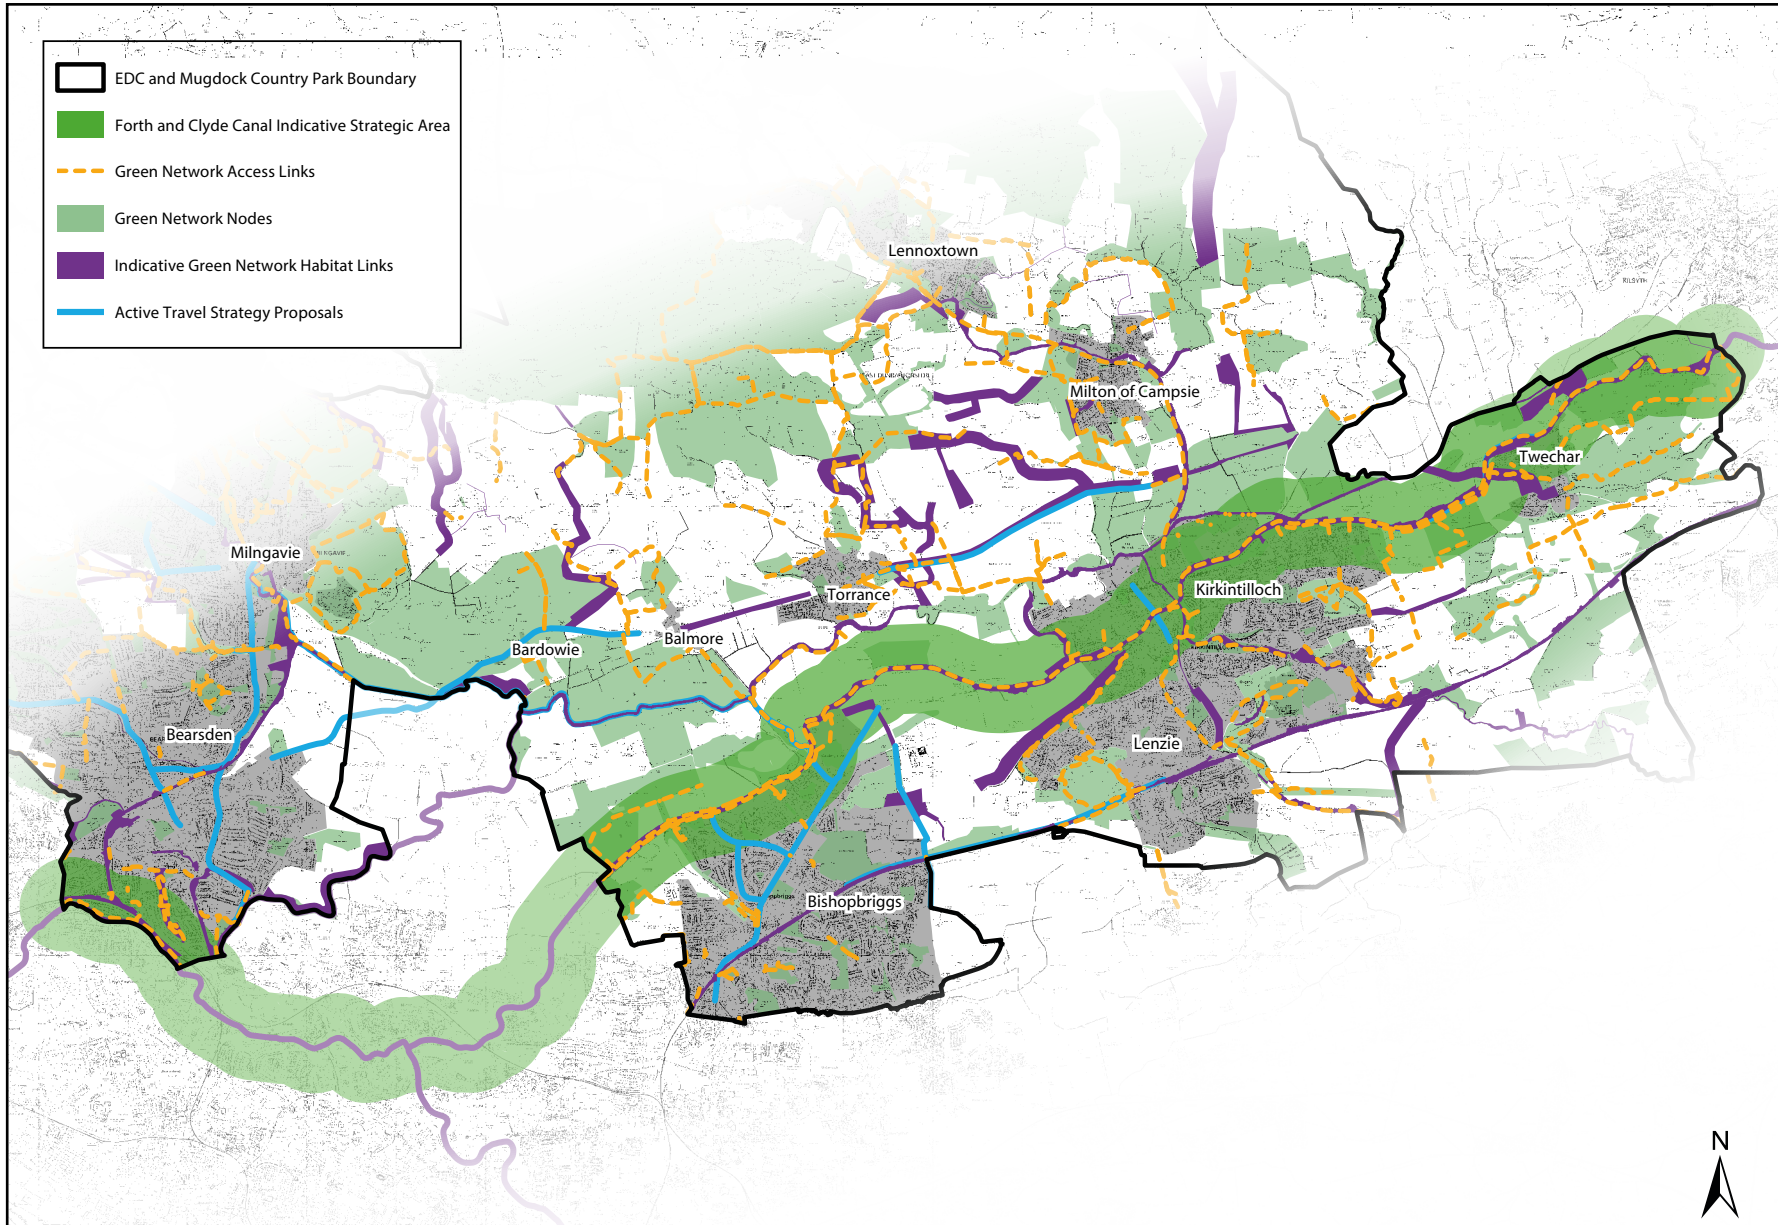 EDC and Mugdock Country Park Boundary
Forth and Clyde Canal Indicative Strategic Area
Green Network Access Links
Green Network Nodes
Indicative Green Network Habitat Links
Active Travel Strategy Proposals
Lennoxtown
KILSYTH
Milton of Campsie
Twechar
Milngavie
Torrance
Kirkintilloch
Balmore
Bardowie
Bearsden
Lenzie
Bishopbriggs
N